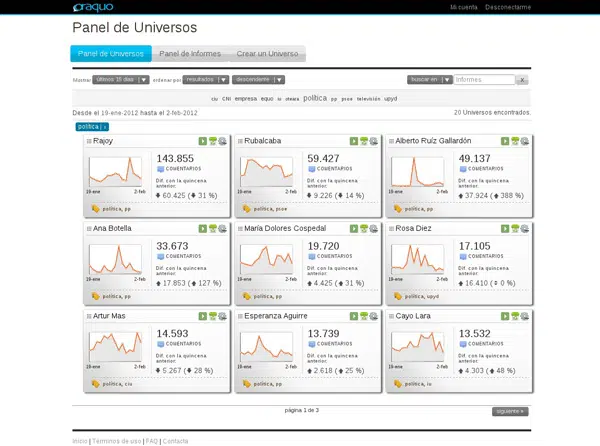 oraquo
Mi cuenta Desconectarme
Panel de Universos
Panel de Universos Panel de Informes Crear un Universo
Mostrar últimos 15 días ordenar por resultados descendente buscar en Informes x
ciu CNI empresa equo iu oteara política pp psoe televisión upyd
Desde el 19-ene-2012 hasta el 2-feb-2012 20 Universos encontrados.
política | x
Rajoy
143.855
COMENTARIOS
Dif. con la quincena anterior:
60.425 ( 31 %)
19-ene 2-feb
política, pp
Rubalcaba
59.427
COMENTARIOS
Dif. con la quincena anterior:
9.226 ( 14 %)
19-ene 2-feb
política, psoe
Alberto Ruíz Gallardón
49.137
COMENTARIOS
Dif. con la quincena anterior:
37.924 ( 388 %)
19-ene 2-feb
política, pp
Ana Botella
33.673
COMENTARIOS
Dif. con la quincena anterior:
17.853 ( 127 %)
19-ene 2-feb
política, pp
María Dolores Cospedal
19.720
COMENTARIOS
Dif. con la quincena anterior:
4.425 ( 31 %)
19-ene 2-feb
política, pp
Rosa Diez
17.105
COMENTARIOS
Dif. con la quincena anterior:
16.410 ( 0 %)
19-ene 2-feb
política, upyd
Artur Mas
14.593
COMENTARIOS
Dif. con la quincena anterior:
5.267 ( 28 %)
19-ene 2-feb
política, ciu
Esperanza Aguirre
13.739
COMENTARIOS
Dif. con la quincena anterior:
2.618 ( 25 %)
19-ene 2-feb
política, pp
Cayo Lara
13.532
COMENTARIOS
Dif. con la quincena anterior:
4.303 ( 48 %)
19-ene 2-feb
política, iu
página 1 de 3 siguiente »
Inicio | Términos de uso | FAQ | Contacta